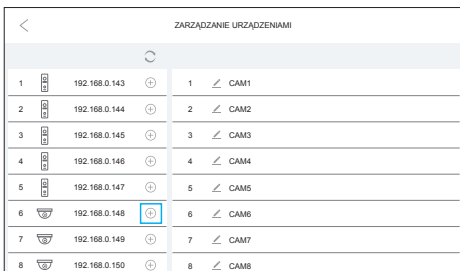 ZARZĄDZANIE URZĄDZENIAMI
1 192.168.0.143 1 CAM1
2 192.168.0.144 2 CAM2
3 192.168.0.145 3 CAM3
4 192.168.0.146 4 CAM4
5 192.168.0.147 5 CAM5
6 192.168.0.148 6 CAM6
7 192.168.0.149 7 CAM7
8 192.168.0.150 8 CAM8